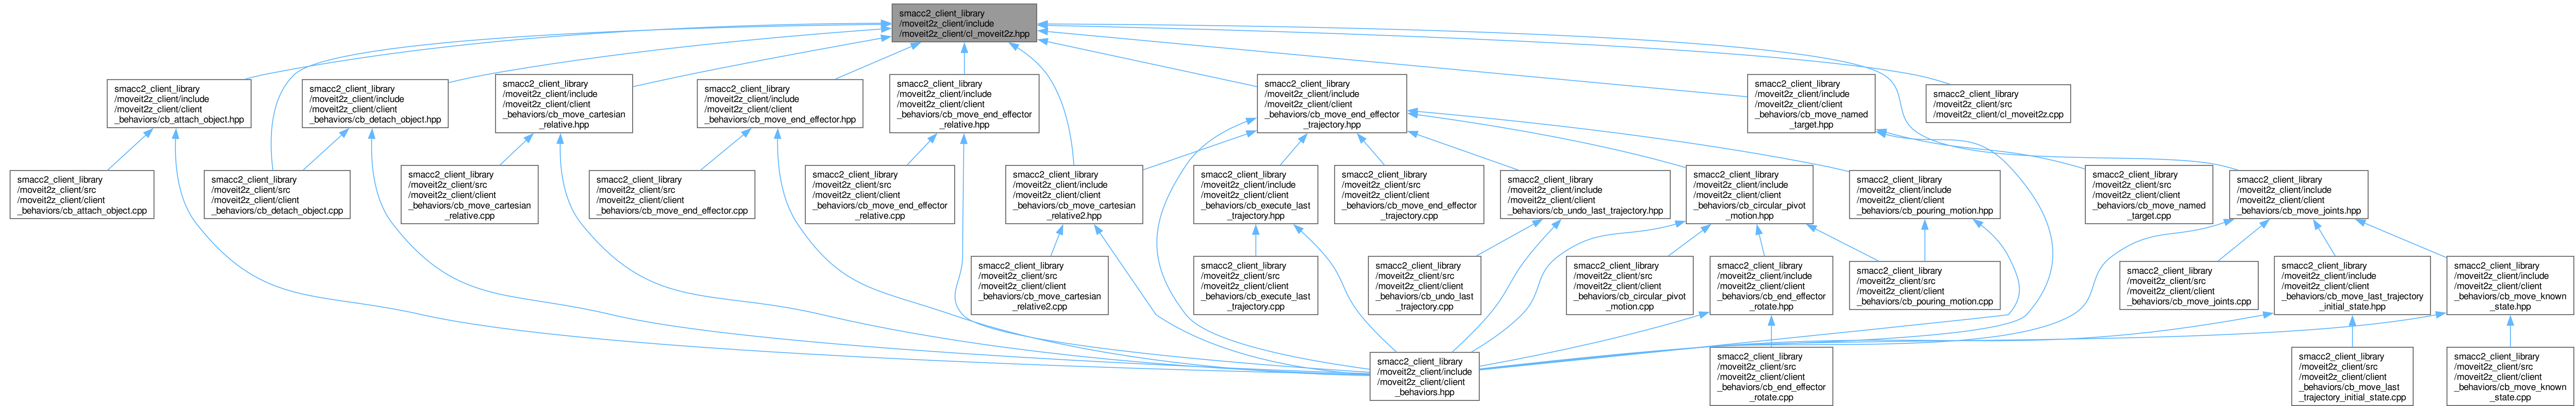 smacc2_client_library
/moveit2z_client/include
/moveit2z_client/cl_moveit2z.hpp
smacc2_client_library
/moveit2z_client/include
/moveit2z_client/client
_behaviors/cb_attach_object.hpp
smacc2_client_library
/moveit2z_client/include
/moveit2z_client/client
_behaviors/cb_detach_object.hpp
smacc2_client_library
/moveit2z_client/include
/moveit2z_client/client
_behaviors/cb_move_cartesian
_relative.hpp
smacc2_client_library
/moveit2z_client/include
/moveit2z_client/client
_behaviors/cb_move_end_effector.hpp
smacc2_client_library
/moveit2z_client/include
/moveit2z_client/client
_behaviors/cb_move_end_effector
_relative.hpp
smacc2_client_library
/moveit2z_client/include
/moveit2z_client/client
_behaviors/cb_move_end_effector
_trajectory.hpp
smacc2_client_library
/moveit2z_client/include
/moveit2z_client/client
_behaviors/cb_move_named
_target.hpp
smacc2_client_library
/moveit2z_client/src
/moveit2z_client/cl_moveit2z.cpp
smacc2_client_library
/moveit2z_client/src
/moveit2z_client/client
_behaviors/cb_attach_object.cpp
smacc2_client_library
/moveit2z_client/src
/moveit2z_client/client
_behaviors/cb_detach_object.cpp
smacc2_client_library
/moveit2z_client/src
/moveit2z_client/client
_behaviors/cb_move_cartesian
_relative.cpp
smacc2_client_library
/moveit2z_client/src
/moveit2z_client/client
_behaviors/cb_move_end_effector.cpp
smacc2_client_library
/moveit2z_client/src
/moveit2z_client/client
_behaviors/cb_move_end_effector
_relative.cpp
smacc2_client_library
/moveit2z_client/include
/moveit2z_client/client
_behaviors/cb_move_cartesian
_relative2.hpp
smacc2_client_library
/moveit2z_client/include
/moveit2z_client/client
_behaviors/cb_execute_last
_trajectory.hpp
smacc2_client_library
/moveit2z_client/src
/moveit2z_client/client
_behaviors/cb_move_end_effector
_trajectory.cpp
smacc2_client_library
/moveit2z_client/include
/moveit2z_client/client
_behaviors/cb_undo_last_trajectory.hpp
smacc2_client_library
/moveit2z_client/include
/moveit2z_client/client
_behaviors/cb_circular_pivot
_motion.hpp
smacc2_client_library
/moveit2z_client/include
/moveit2z_client/client
_behaviors/cb_pouring_motion.hpp
smacc2_client_library
/moveit2z_client/src
/moveit2z_client/client
_behaviors/cb_move_named
_target.cpp
smacc2_client_library
/moveit2z_client/include
/moveit2z_client/client
_behaviors/cb_move_joints.hpp
smacc2_client_library
/moveit2z_client/src
/moveit2z_client/client
_behaviors/cb_move_cartesian
_relative2.cpp
smacc2_client_library
/moveit2z_client/src
/moveit2z_client/client
_behaviors/cb_execute_last
_trajectory.cpp
smacc2_client_library
/moveit2z_client/src
/moveit2z_client/client
_behaviors/cb_undo_last
_trajectory.cpp
smacc2_client_library
/moveit2z_client/src
/moveit2z_client/client
_behaviors/cb_circular_pivot
_motion.cpp
smacc2_client_library
/moveit2z_client/include
/moveit2z_client/client
_behaviors/cb_end_effector
_rotate.hpp
smacc2_client_library
/moveit2z_client/src
/moveit2z_client/client
_behaviors/cb_pouring_motion.cpp
smacc2_client_library
/moveit2z_client/src
/moveit2z_client/client
_behaviors/cb_move_joints.cpp
smacc2_client_library
/moveit2z_client/include
/moveit2z_client/client
_behaviors/cb_move_last_trajectory
_initial_state.hpp
smacc2_client_library
/moveit2z_client/include
/moveit2z_client/client
_behaviors/cb_move_known
_state.hpp
smacc2_client_library
/moveit2z_client/include
/moveit2z_client/client
_behaviors.hpp
smacc2_client_library
/moveit2z_client/src
/moveit2z_client/client
_behaviors/cb_end_effector
_rotate.cpp
smacc2_client_library
/moveit2z_client/src
/moveit2z_client/client
_behaviors/cb_move_last
_trajectory_initial_state.cpp
smacc2_client_library
/moveit2z_client/src
/moveit2z_client/client
_behaviors/cb_move_known
_state.cpp